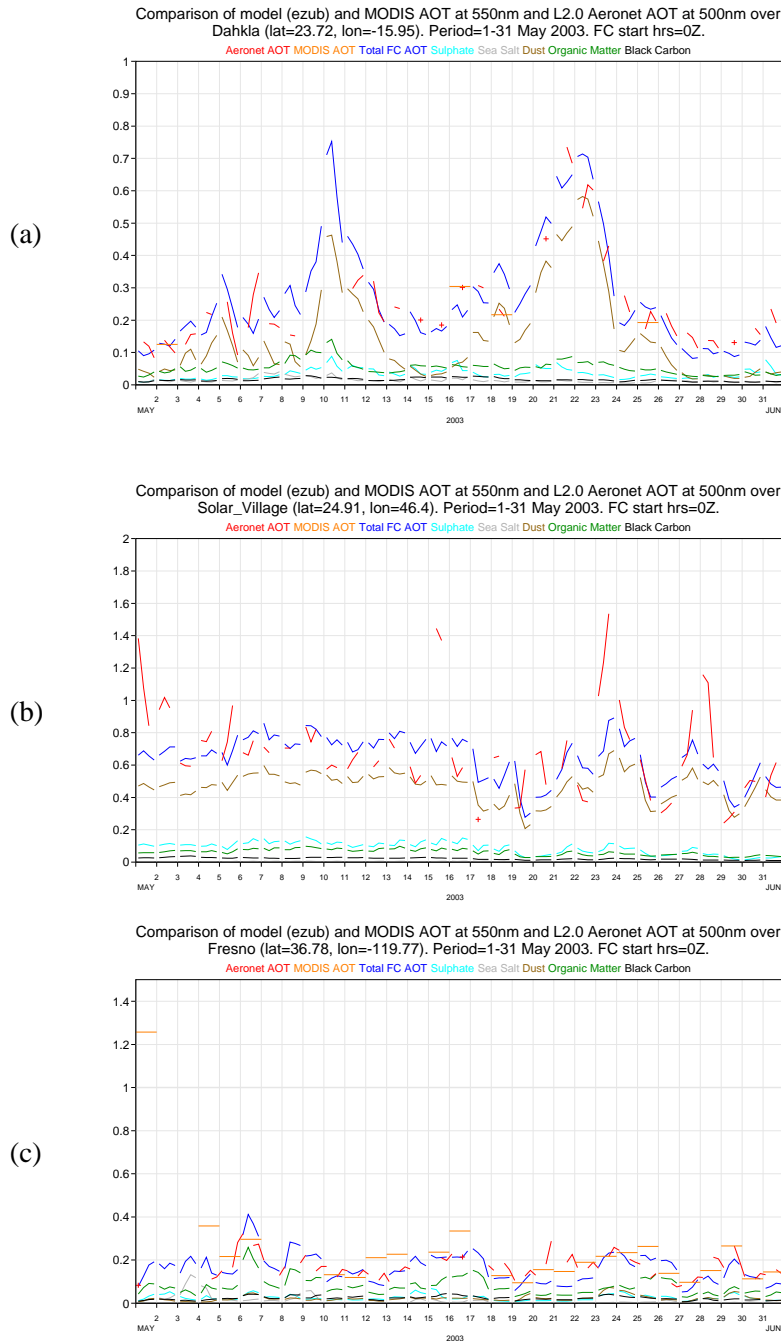 Comparison of model (ezub) and MODIS AOT at 550nm and L2.0 Aeronet AOT at 500nm over
Dahkla (lat=23.72, lon=-15.95). Period=1-31 May 2003. FC start hrs=0Z.
Aeronet AOT MODIS AOT Total FC AOT Sulphate Sea Salt Dust Organic Matter Black Carbon
1
0.9
0.8
0.7
0.6
(a)
0.5
0.4
0.3
0.2
0.1
0
2 3 4 5 6 7 8 9 10 11 12 13 14 15 16 17 18 19 20 21 22 23 24 25 26 27 28 29 30 31
MAY JUN
2003
Comparison of model (ezub) and MODIS AOT at 550nm and L2.0 Aeronet AOT at 500nm over
Solar_Village (lat=24.91, lon=46.4). Period=1-31 May 2003. FC start hrs=0Z.
Aeronet AOT MODIS AOT Total FC AOT Sulphate Sea Salt Dust Organic Matter Black Carbon
2
1.8
1.6
1.4
1.2
(b)
1
0.8
0.6
0.4
0.2
0
2 3 4 5 6 7 8 9 10 11 12 13 14 15 16 17 18 19 20 21 22 23 24 25 26 27 28 29 30 31
MAY JUN
2003
Comparison of model (ezub) and MODIS AOT at 550nm and L2.0 Aeronet AOT at 500nm over
Fresno (lat=36.78, lon=-119.77). Period=1-31 May 2003. FC start hrs=0Z.
Aeronet AOT MODIS AOT Total FC AOT Sulphate Sea Salt Dust Organic Matter Black Carbon
1.4
1.2
1
0.8
(c)
0.6
0.4
0.2
0
2 3 4 5 6 7 8 9 10 11 12 13 14 15 16 17 18 19 20 21 22 23 24 25 26 27 28 29 30 31
MAY JUN
2003